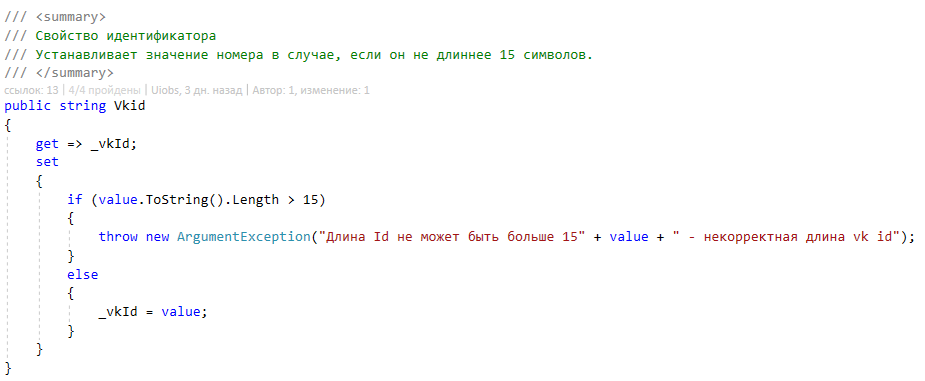 /// <summary>
/// Свойство идентификатора
/// Устанавливает значение номера в случае, если он не длиннее 15 символов.
/// </summary>
ссылок: 13 | 4/4 пройдены | Uiobs, 3 дн. назад | Автор: 1, изменение: 1
public string Vkid
{
    get => _vkId;
    set
    {
        if (value.ToString().Length > 15)
        {
            throw new ArgumentException("Длина Id не может быть больше 15" + value + " - некорректная длина vk id");
        }
        else
        {
            _vkId = value;
        }
    }
}